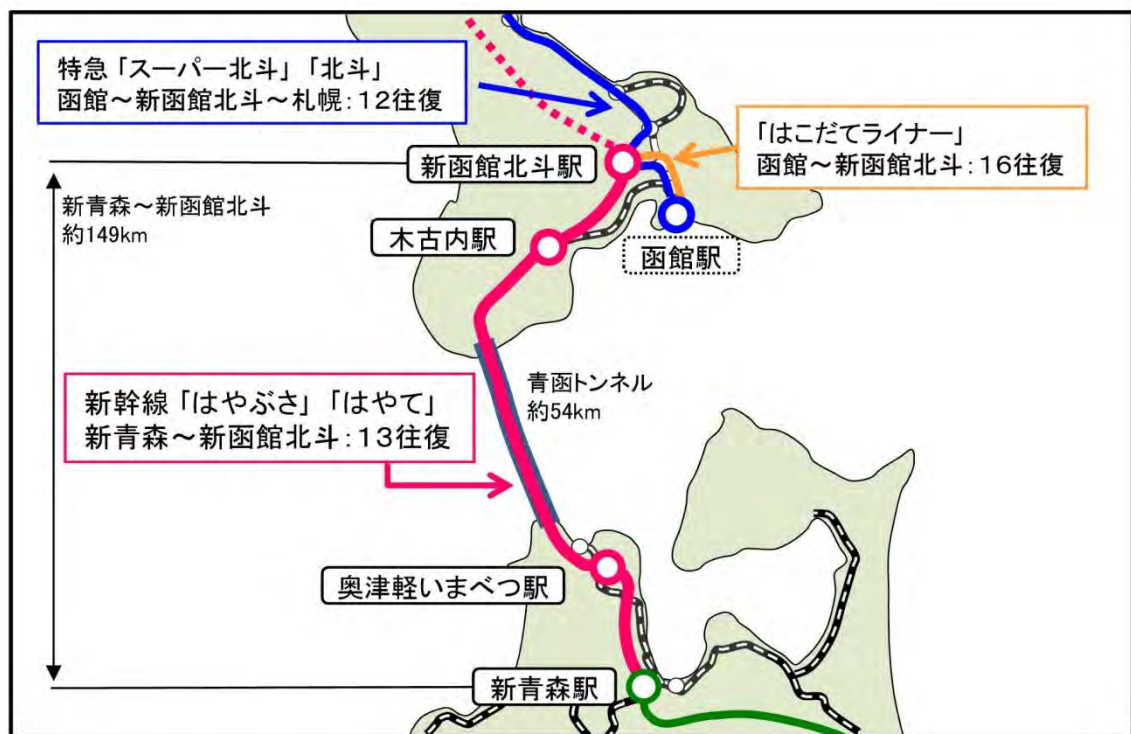 特急「スーパー北斗」「北斗」
函館～新函館北斗～札幌：12往復
「はこだてライナー」
函館～新函館北斗：16往復
新函館北斗駅
新青森～新函館北斗
約149km
木古内駅
函館駅
青函トンネル
約54km
新幹線「はやぶさ」「はやて」
新青森～新函館北斗：13往復
奥津軽いまべつ駅
新青森駅